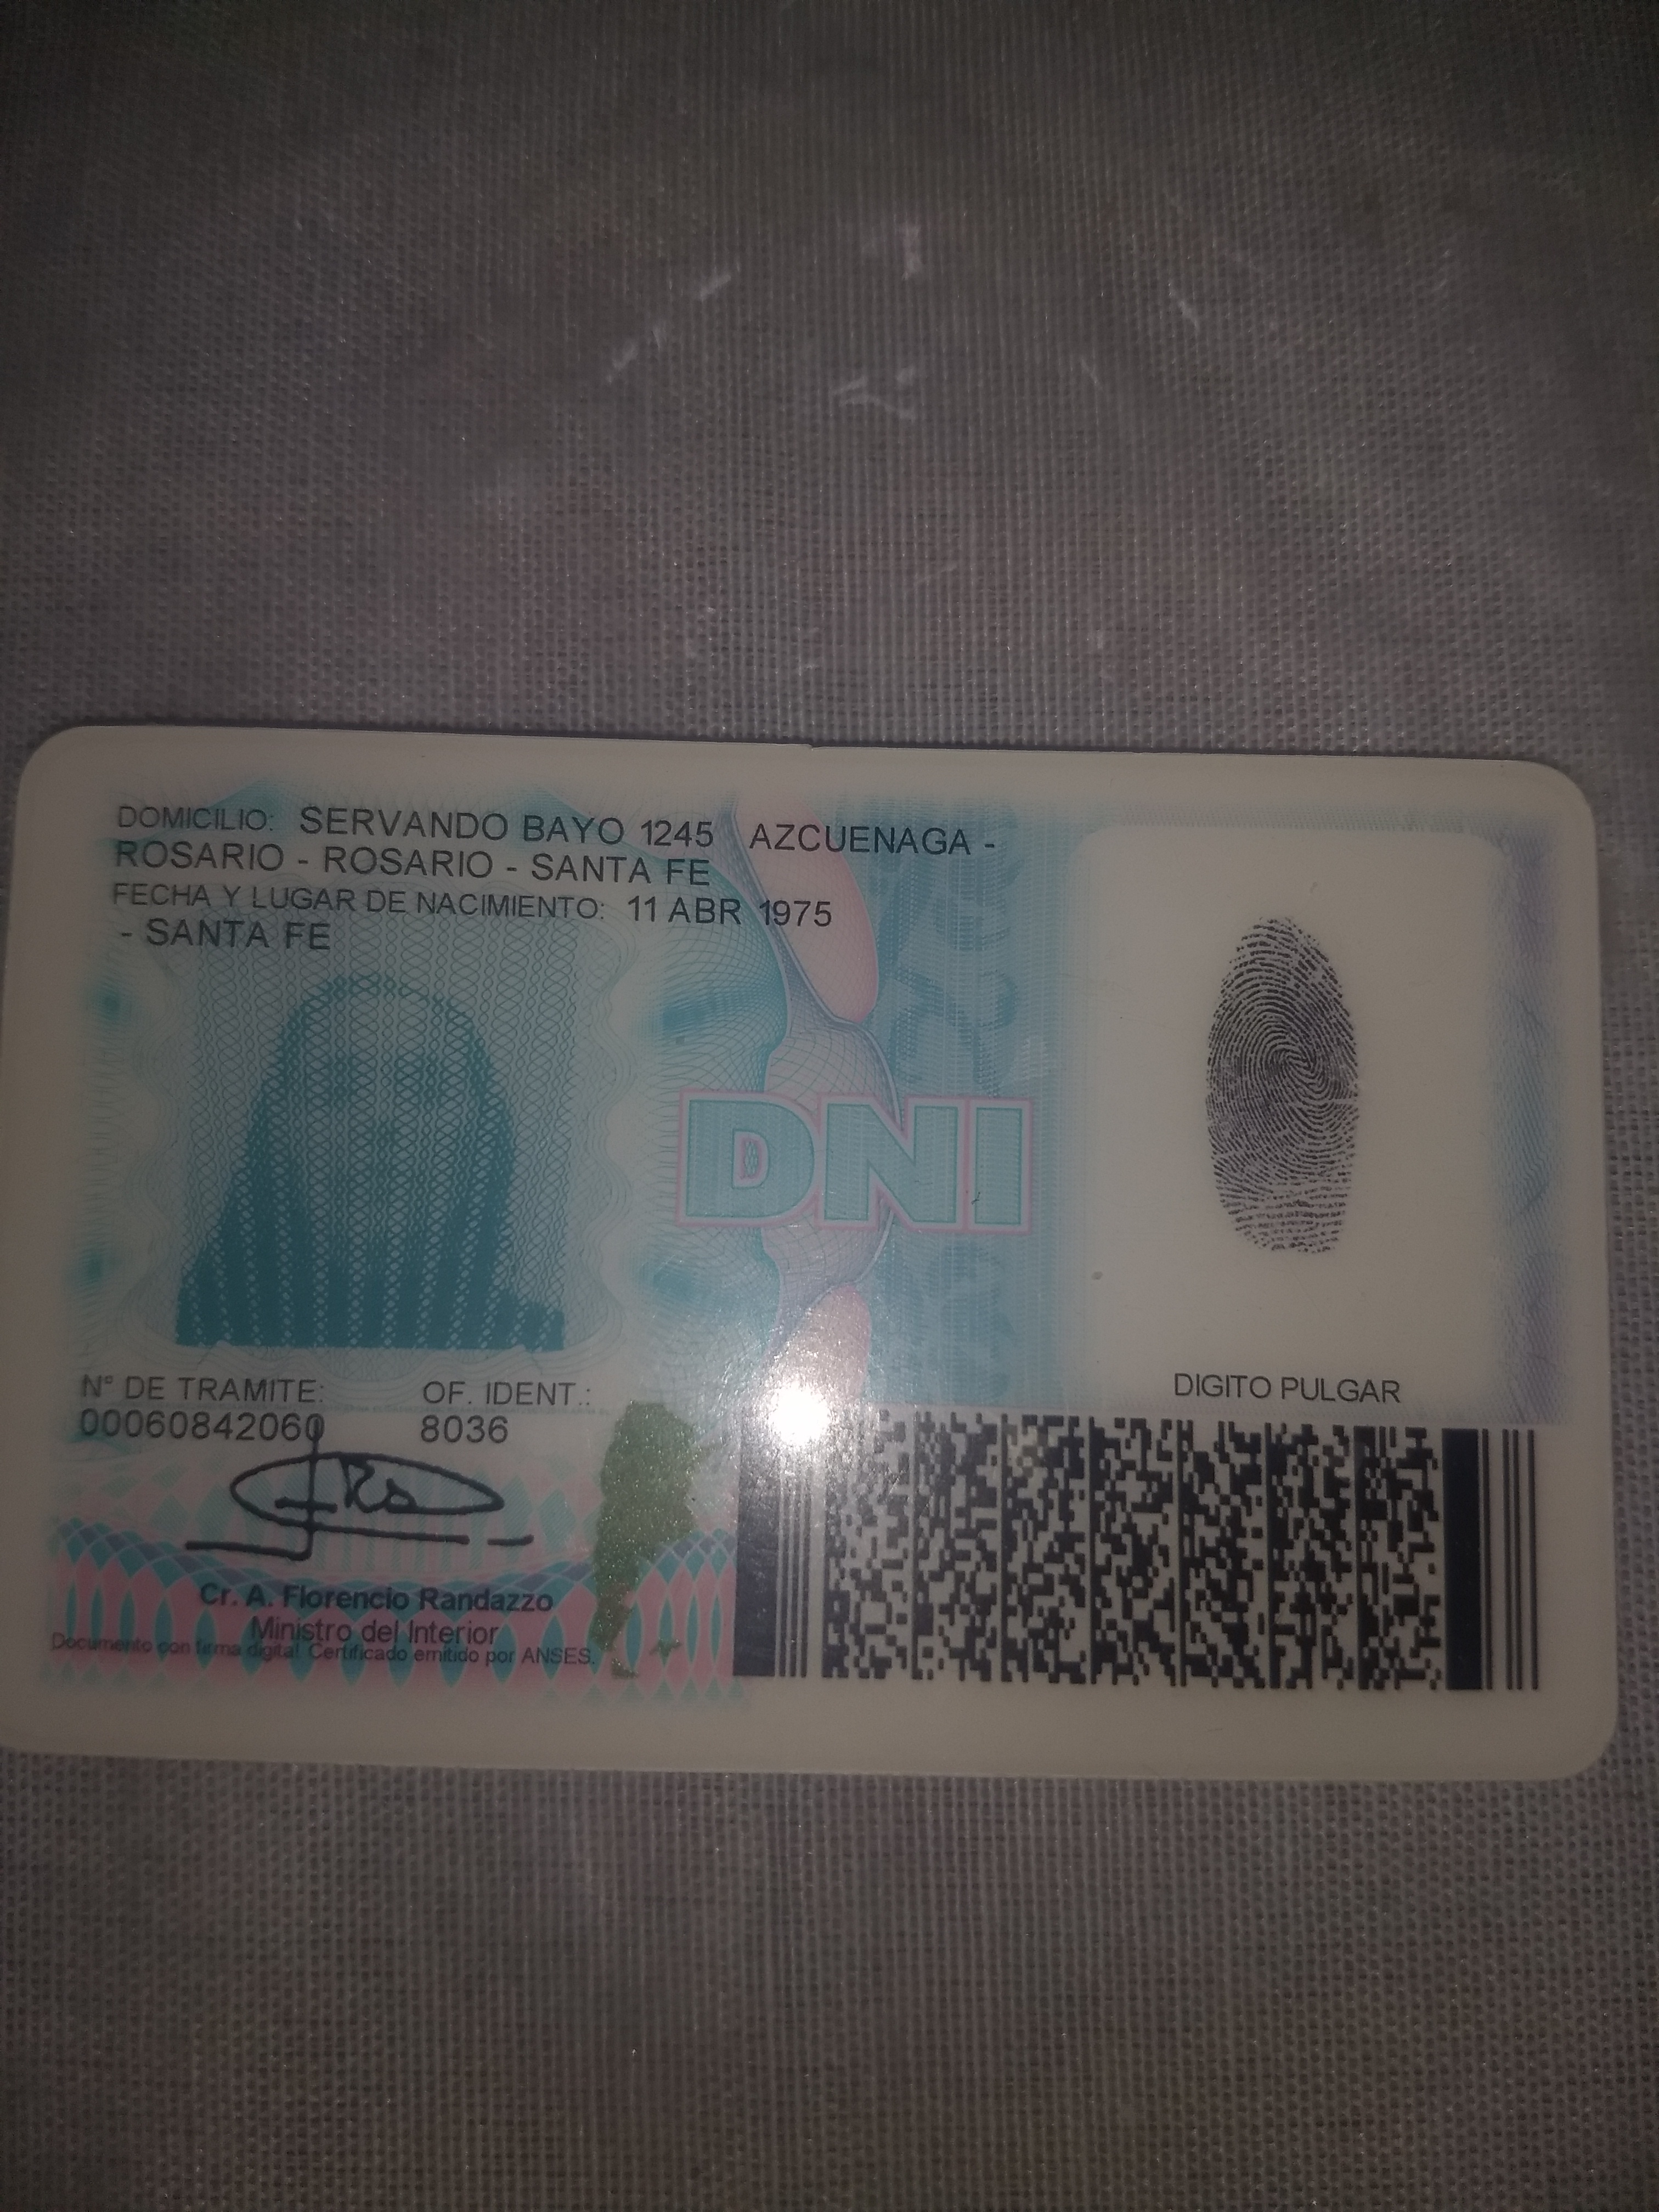 DOMICILIO: SERVANDO BAYO 1245 AZCUENAGA -
ROSARIO - ROSARIO - SANTA FE
FECHA Y LUGAR DE NACIMIENTO: 11 ABR 1975
- SANTA FE
DNI
N° DE TRAMITE: OF. IDENT.:
00060842060 8036
DIGITO PULGAR
Cr. A. Florencio Randazzo
Ministro del Interior
Documento con firma digital. Certificado emitido por ANSES.